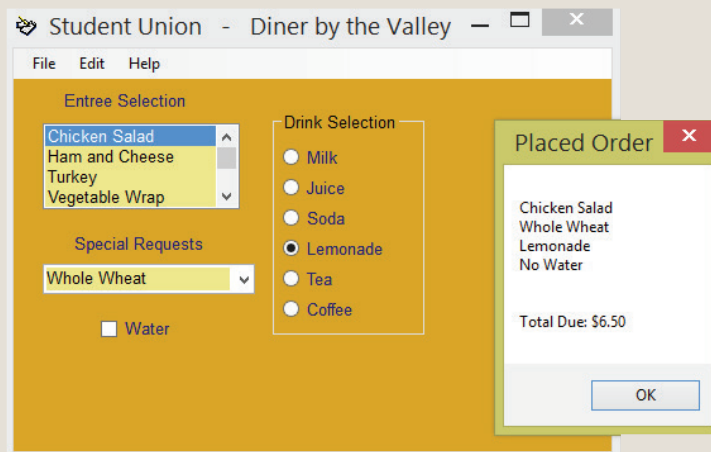 Student Union - Diner by the Valley
File Edit Help
Entree Selection
Chicken Salad
Ham and Cheese
Turkey
Vegetable Wrap
Special Requests
Whole Wheat
Water
Drink Selection
Milk
Juice
Soda
Lemonade
Tea
Coffee
Placed Order
Chicken Salad
Whole Wheat
Lemonade
No Water
Total Due: $6.50
OK